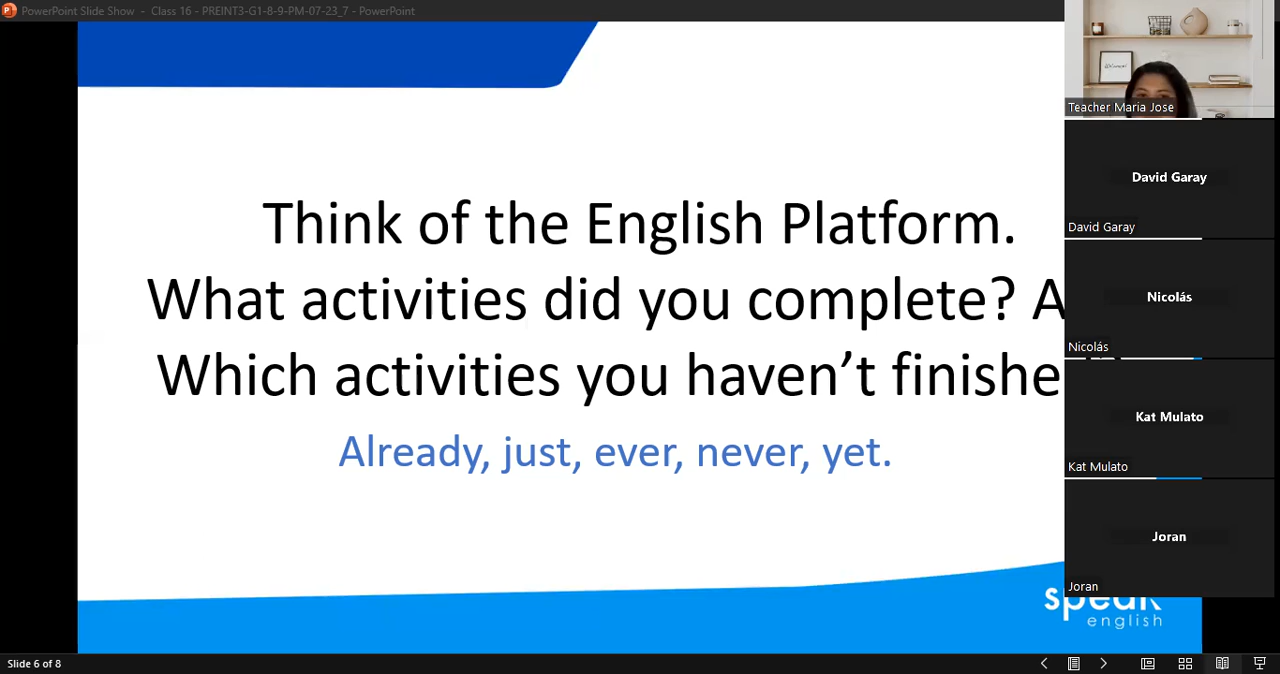 PowerPoint Slide Show - Class 16 - PREINT3-G1-8-9-PM-07-23_7 - PowerPoint
Think of the English Platform.
What activities did you complete? A
Which activities you haven't finishe
Already, just, ever, never, yet.
Teacher Maria Jose
David Garay
David Garay
Nicolás
Nicolás
Kat Mulato
Kat Mulato
Joran
Joran
speak
english
Slide 6 of 8